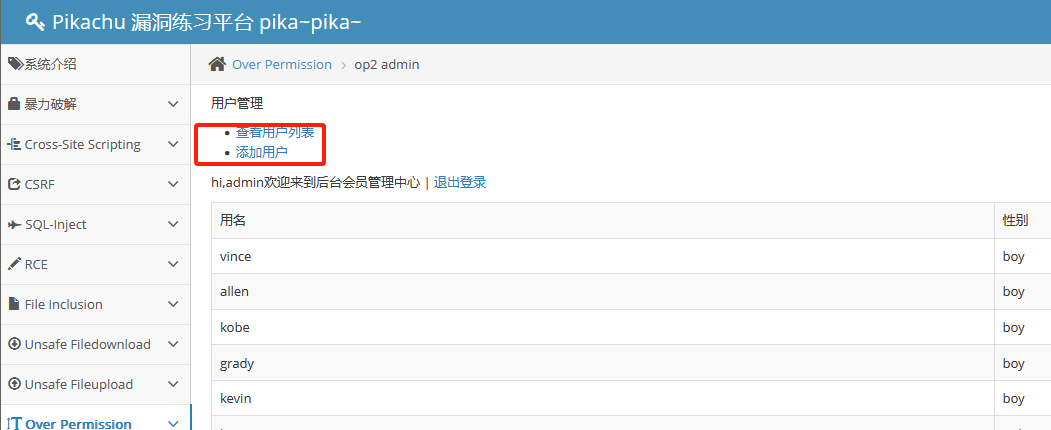 Pikachu 漏洞练习平台 pika~pika~
系统介绍
暴力破解
Cross-Site Scripting
CSRF
SQL-Inject
RCE
File Inclusion
Unsafe Filedownload
Unsafe Fileupload
Over Permission
Over Permission > op2 admin
用户管理
查看用户列表
添加用户
hi,admin欢迎来到后台会员管理中心 | 退出登录
用名 性别
vince boy
allen boy
kobe boy
grady boy
kevin boy